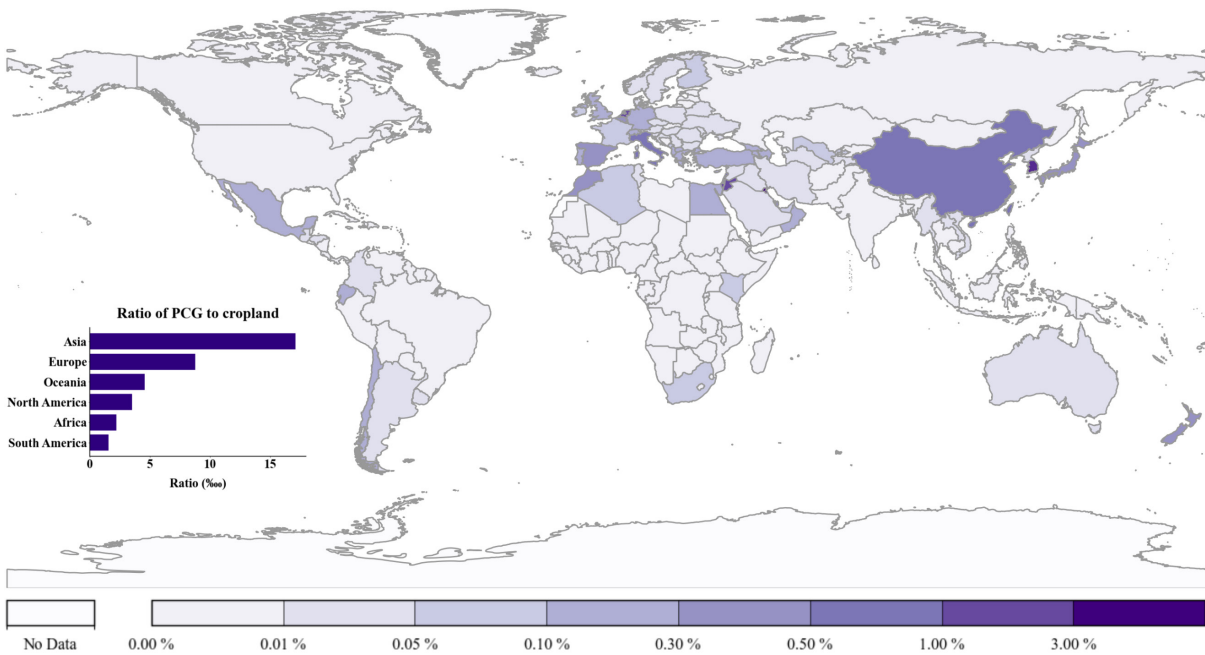 Ratio of PCG to cropland
Asia
Europe
Oceania
North America
Africa
South America
0 5 10 15
Ratio (‱)
No Data 0.00 % 0.01 % 0.05 % 0.10 % 0.30 % 0.50 % 1.00 % 3.00 %